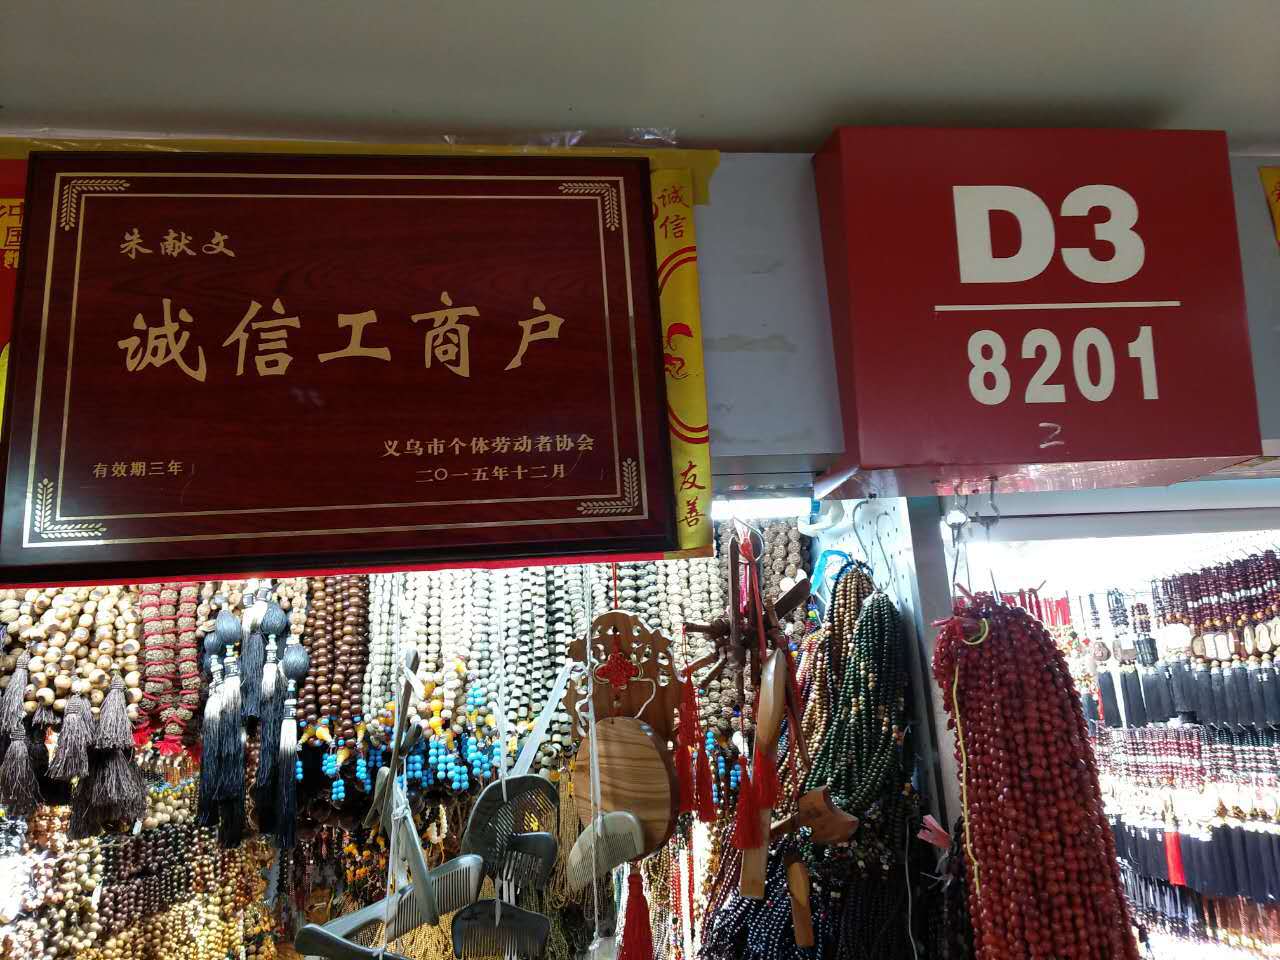 朱献文
诚信工商户
义乌市个体劳动者协会
有效期三年
二〇一五年十二月
诚信
友善
D3
8201
2